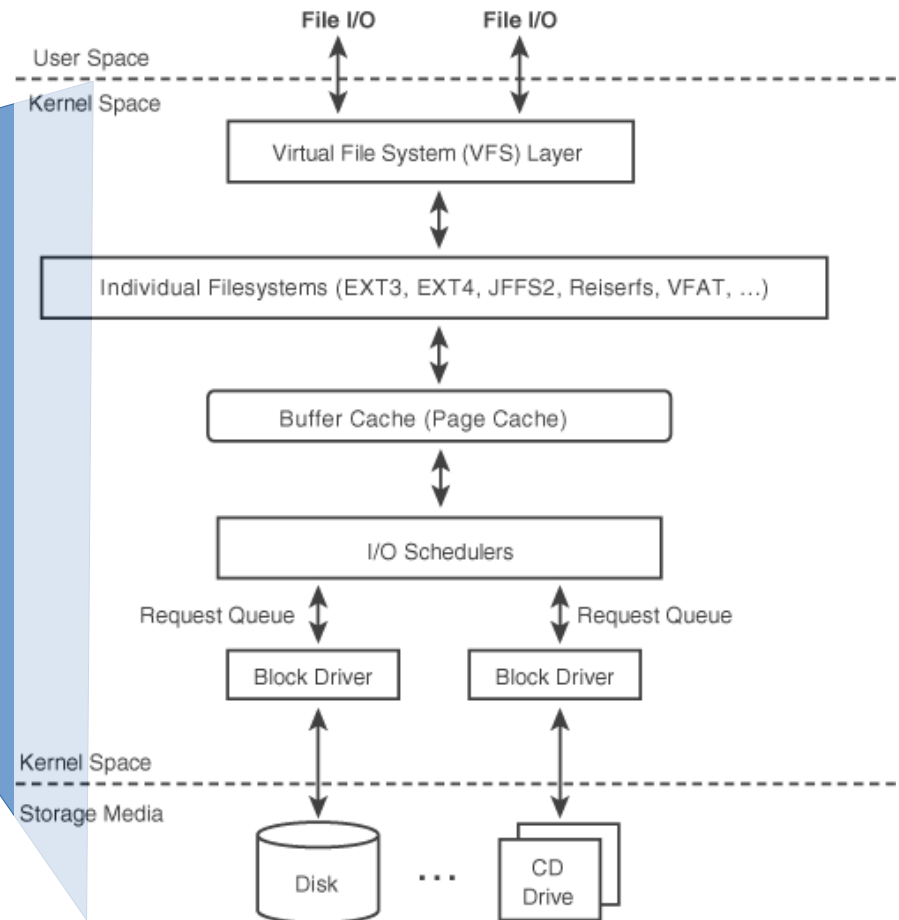 File I/O File I/O
User Space
Kernel Space
Virtual File System (VFS) Layer
Individual Filesystems (EXT3, EXT4, JFFS2, Reiserfs, VFAT, ...)
Buffer Cache (Page Cache)
I/O Schedulers
Request Queue Request Queue
Block Driver Block Driver
Kernel Space
Storage Media
Disk ... CD
Drive